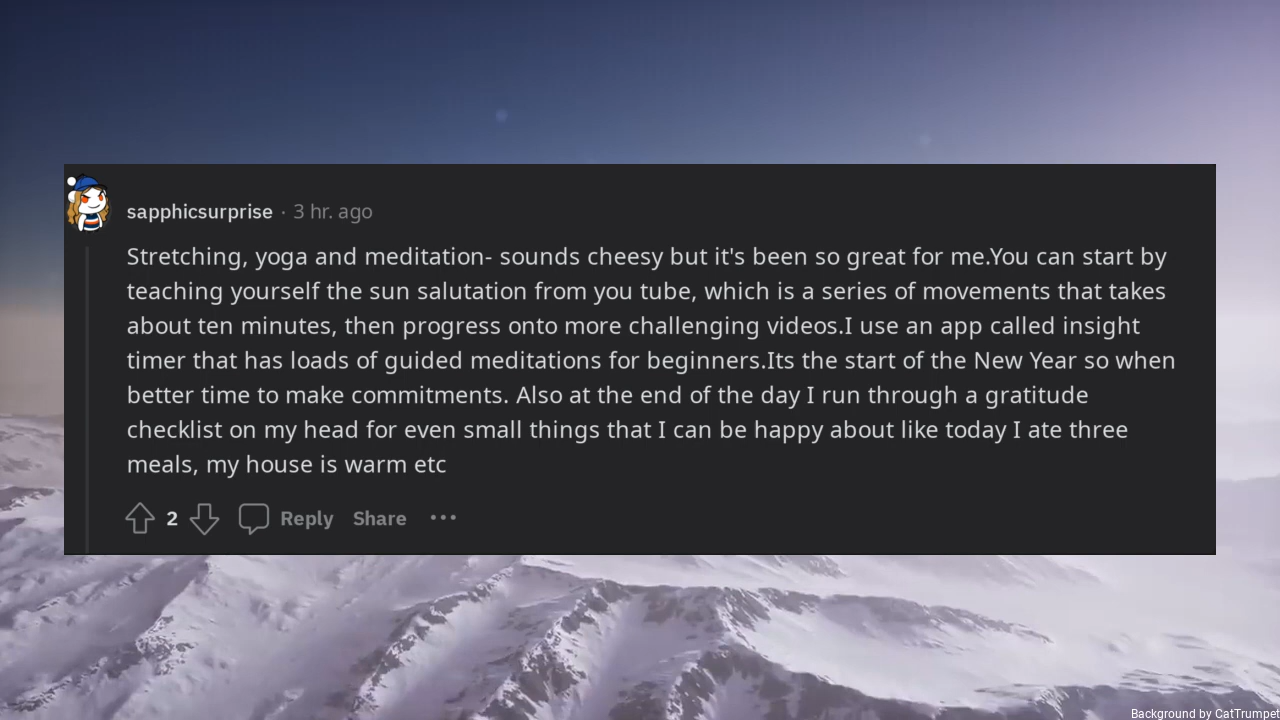 sapphicsurprise · 3 hr. ago
Stretching, yoga and meditation- sounds cheesy but it's been so great for me.You can start by
teaching yourself the sun salutation from you tube, which is a series of movements that takes
about ten minutes, then progress onto more challenging videos.I use an app called insight
timer that has loads of guided meditations for beginners.Its the start of the New Year so when
better time to make commitments. Also at the end of the day I run through a gratitude
checklist on my head for even small things that I can be happy about like today I ate three
meals, my house is warm etc
2 Reply Share ···
Background by CatTrumpet